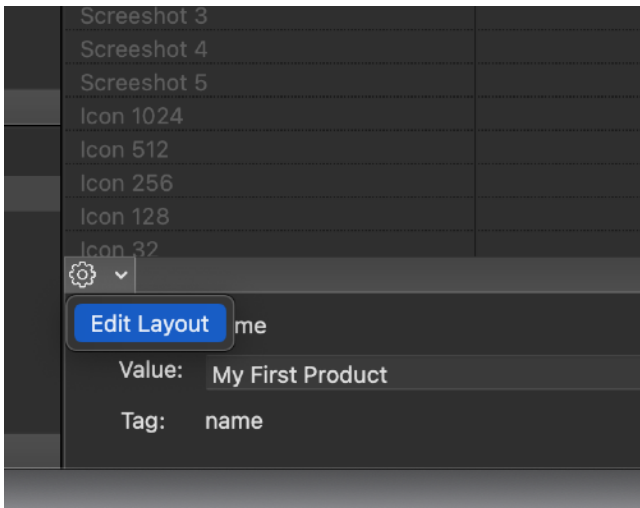 Screeshot 3
Screeshot 4
Screeshot 5
Icon 1024
Icon 512
Icon 256
Icon 128
Icon 32
Edit Layout me
Value: My First Product
Tag: name